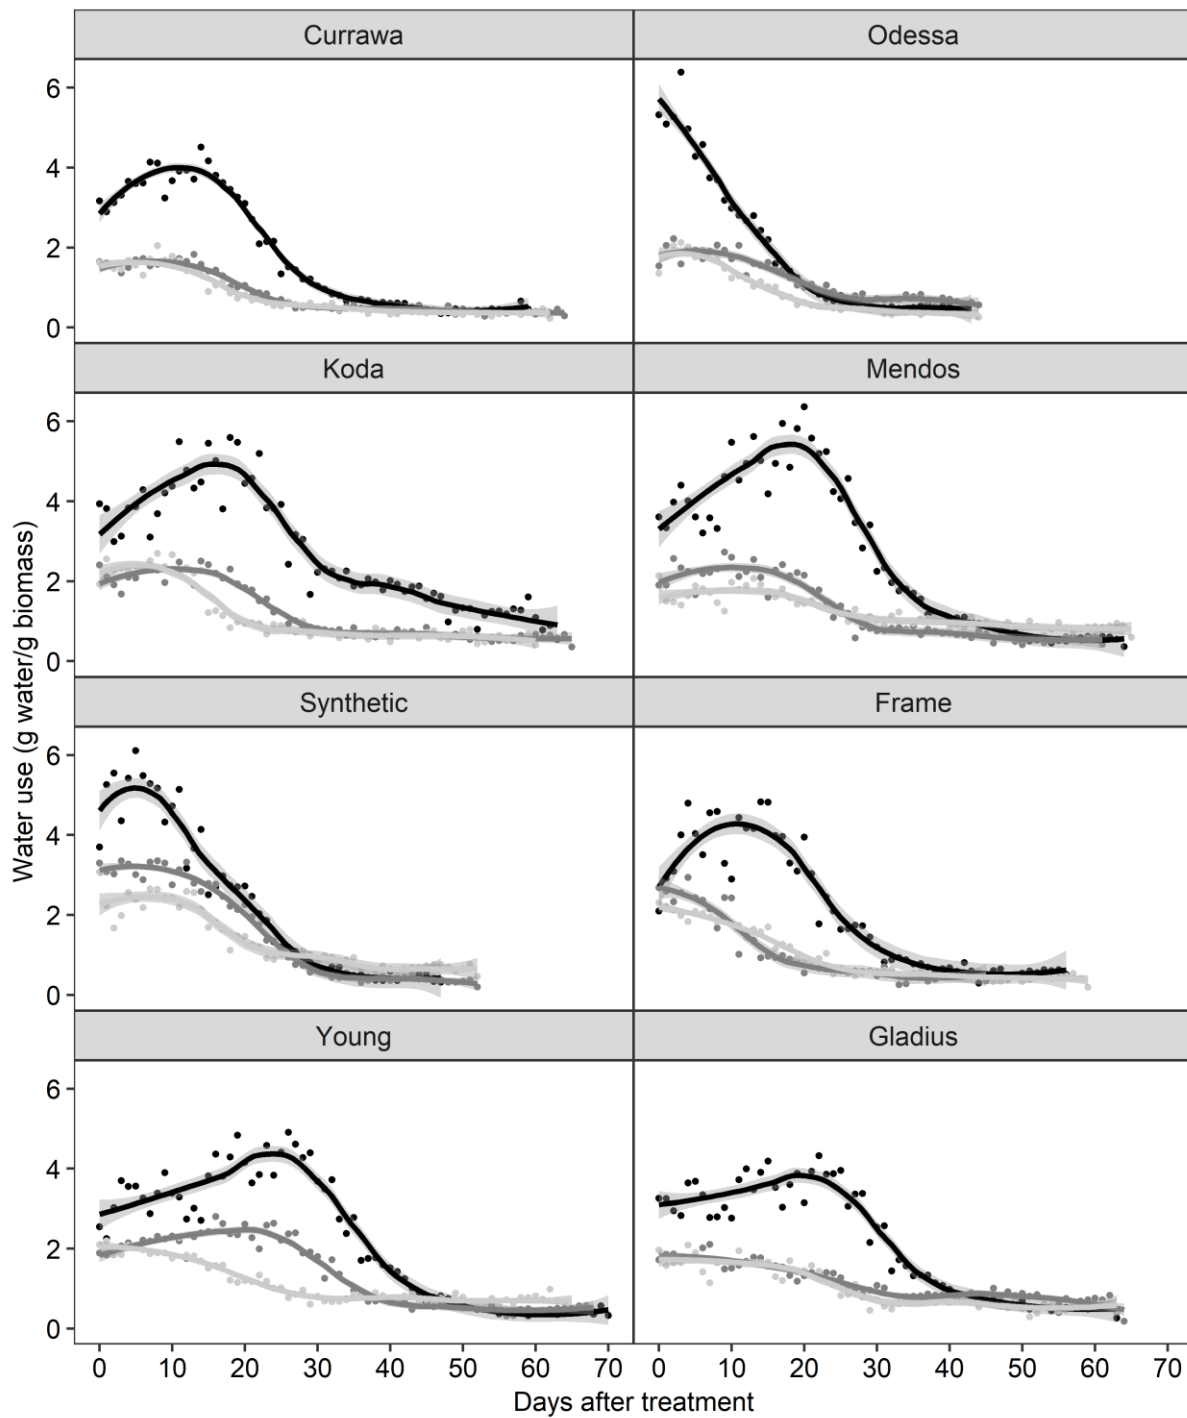 Currawa Odessa
6
4
2
0
Koda Mendos
6
4
2
0
Synthetic Frame
6
4
2
0
Young Gladius
6
4
2
0
0 10 20 30 40 50 60 70 0 10 20 30 40 50 60 70
Days after treatment
Water use (g water/g biomass)